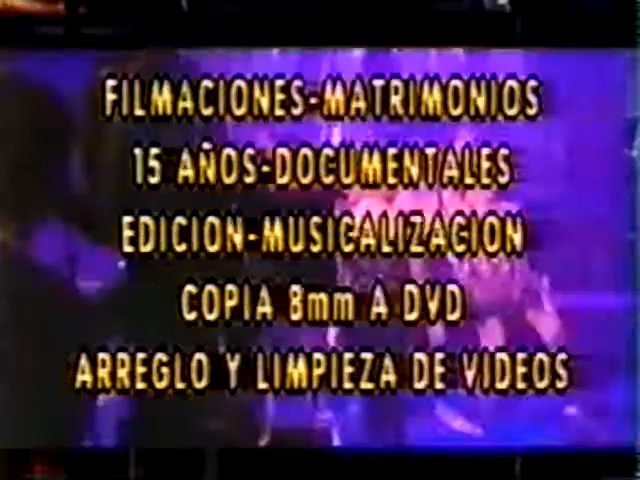 FILMACIONES-MATRIMONIOS
15 AÑOS-DOCUMENTALES
EDICION-MUSICALIZACION
COPIA 8mm A DVD
ARREGLO Y LIMPIEZA DE VIDEOS